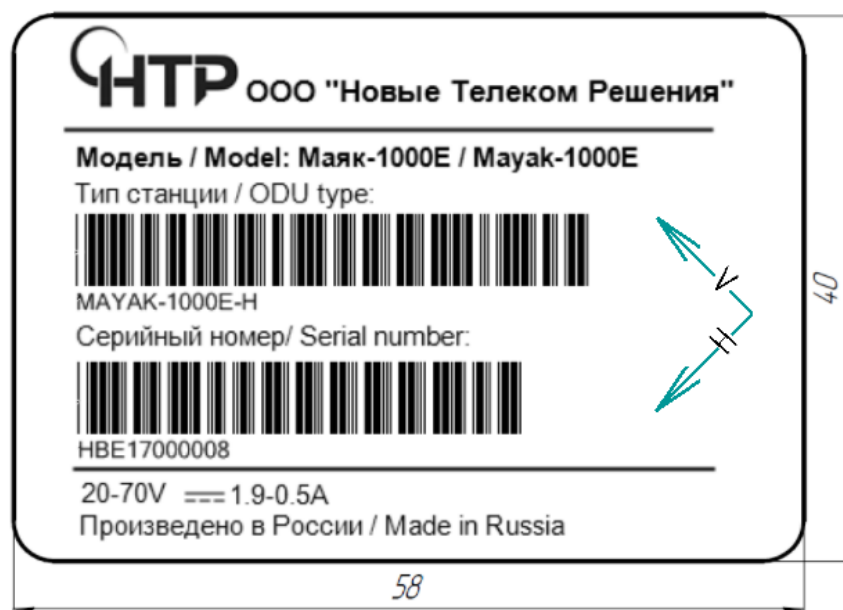 НТР ООО "Новые Телеком Решения"
Модель / Model: Маяк-1000Е / Mayak-1000E
Тип станции / ODU type:
MAYAK-1000E-H
Серийный номер/ Serial number:
HBE17000008
20-70V ⎓ 1.9-0.5A
Произведено в России / Made in Russia
V
H
40
58